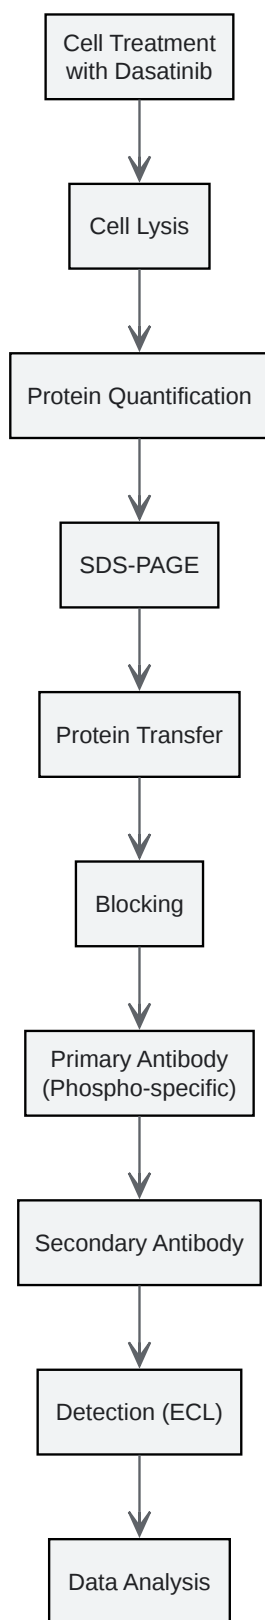 Cell Treatment
with Dasatinib
Cell Lysis
Protein Quantification
SDS-PAGE
Protein Transfer
Blocking
Primary Antibody
(Phospho-specific)
Secondary Antibody
Detection (ECL)
Data Analysis